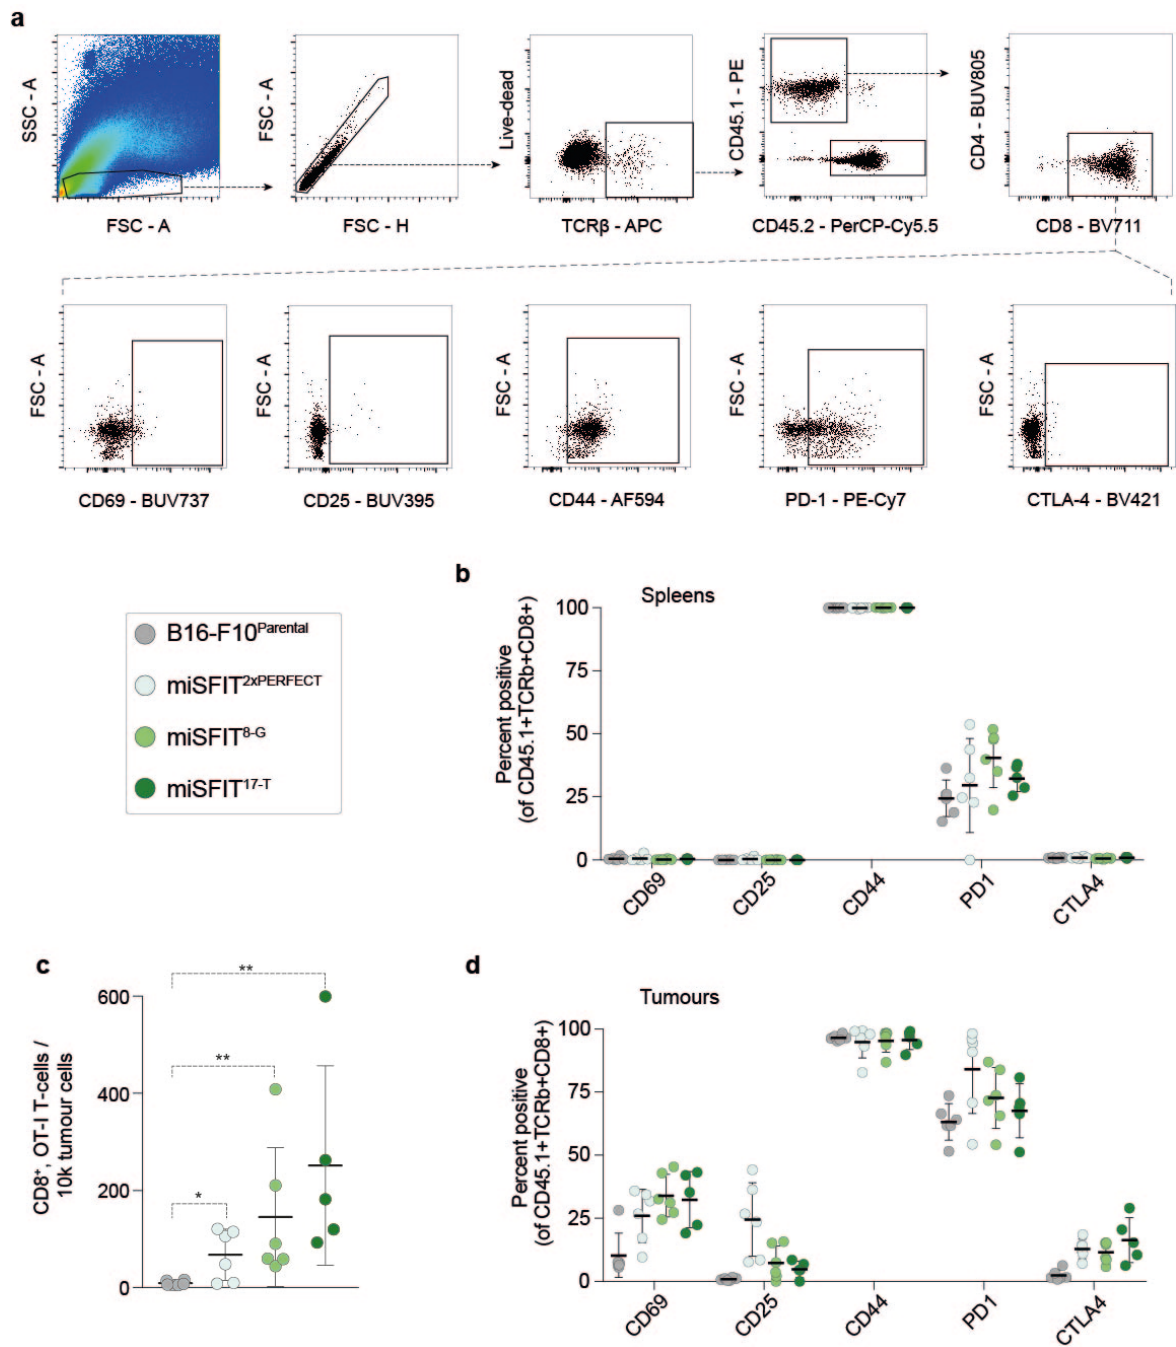 a
SSC - A
FSC - A
FSC - A
FSC - H
Live-dead
TCRβ - APC
CD45.1 - PE
CD45.2 - PerCP-Cy5.5
CD4 - BUV805
CD8 - BV711
FSC - A
CD69 - BUV737
FSC - A
CD25 - BUV395
FSC - A
CD44 - AF594
FSC - A
PD-1 - PE-Cy7
FSC - A
CTLA-4 - BV421
B16-F10Parental
miSFIT2xPERFECT
miSFIT8-G
miSFIT17-T
b
Spleens
Percent positive
(of CD45.1+TCRb+CD8+)
100
75
50
25
0
CD69
CD25
CD44
PD1
CTLA4
c
CD8+, OT-I T-cells /
10k tumour cells
600
400
200
0
**
**
*
d
Tumours
Percent positive
(of CD45.1+TCRb+CD8+)
100
75
50
25
0
CD69
CD25
CD44
PD1
CTLA4